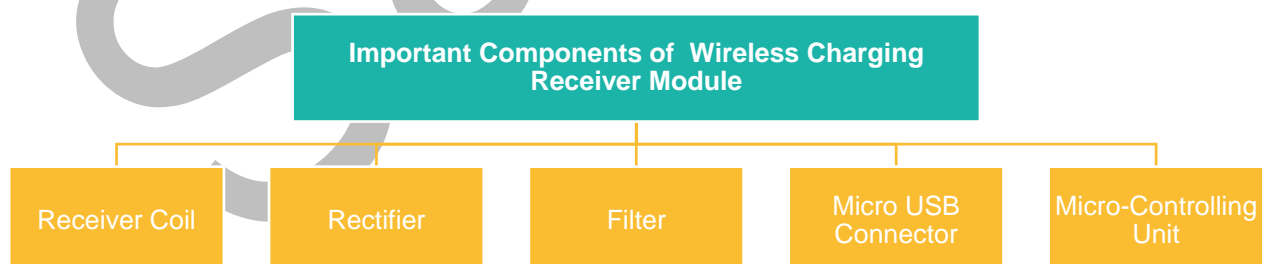 Important Components of Wireless Charging
Receiver Module
Receiver Coil
Rectifier
Filter
Micro USB
Connector
Micro-Controlling
Unit